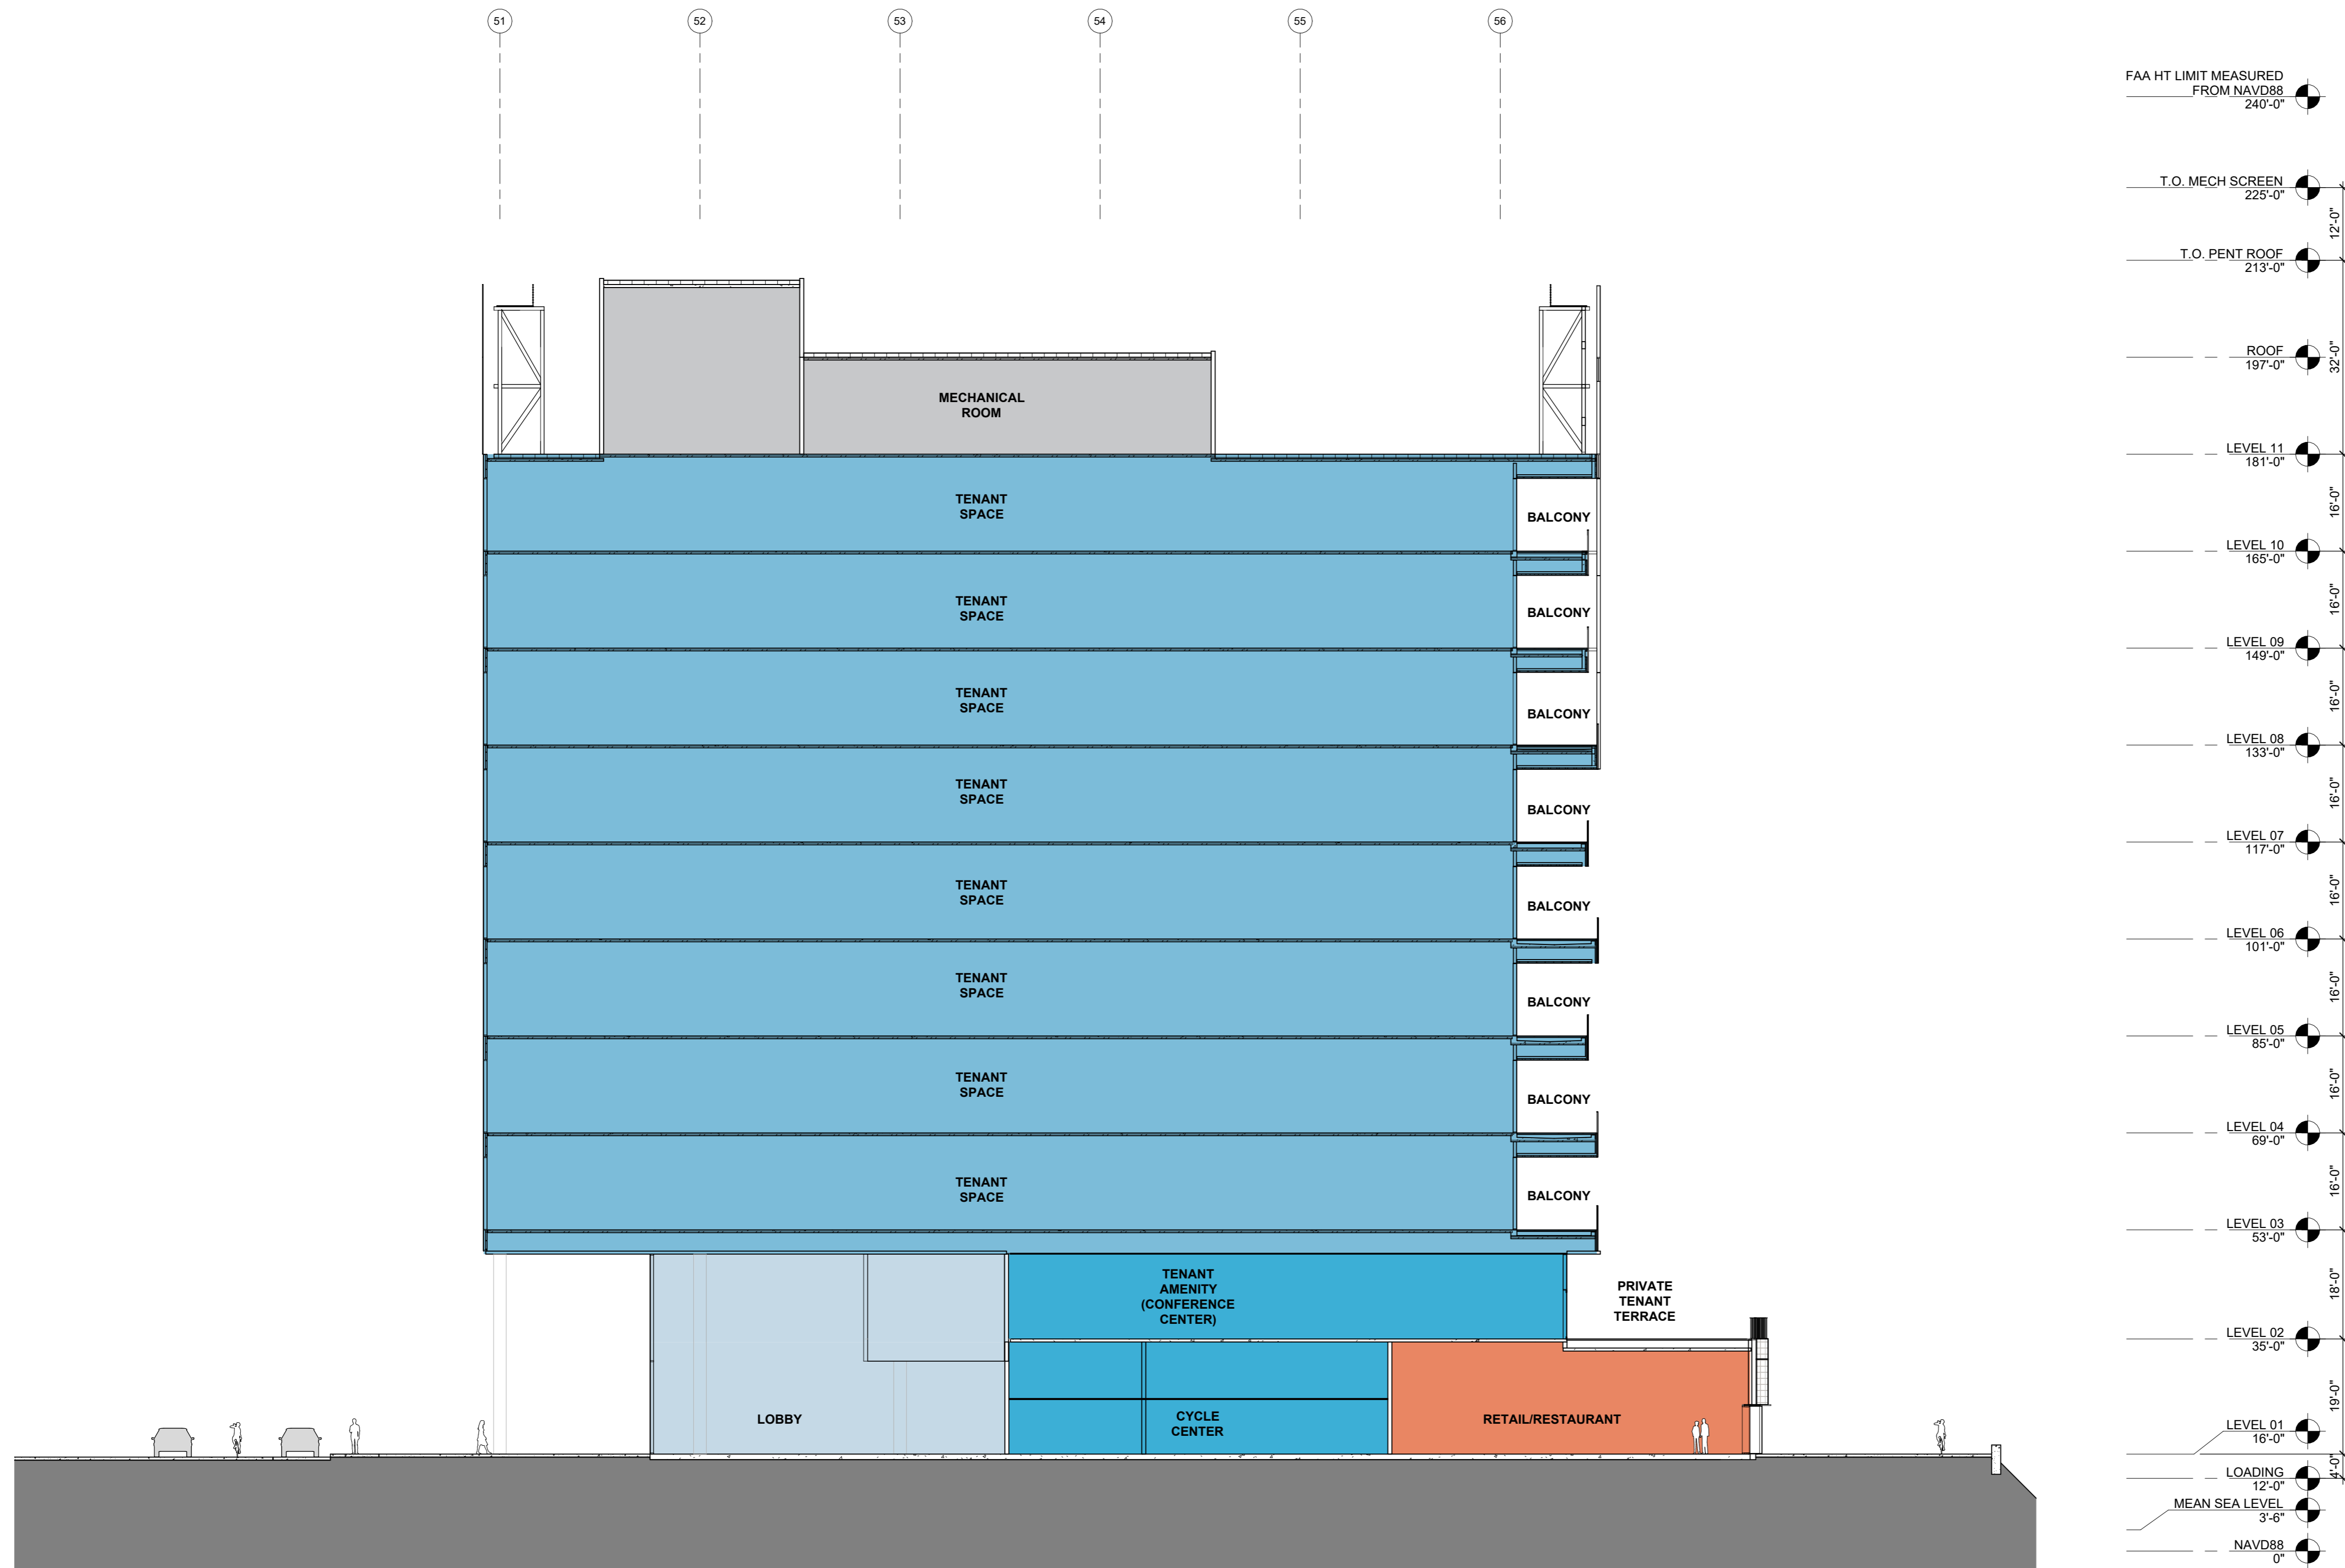 51
52
53
54
55
56
FAA HT LIMIT MEASURED
FROM NAVD88
240'-0"
T.O. MECH SCREEN
225'-0"
12'-0"
T.O. PENT ROOF
213'-0"
ROOF
197'-0"
32'-0"
MECHANICAL
ROOM
LEVEL 11
181'-0"
TENANT
SPACE
BALCONY
16'-0"
LEVEL 10
165'-0"
TENANT
SPACE
BALCONY
16'-0"
LEVEL 09
149'-0"
TENANT
SPACE
BALCONY
16'-0"
LEVEL 08
133'-0"
TENANT
SPACE
BALCONY
16'-0"
LEVEL 07
117'-0"
TENANT
SPACE
BALCONY
16'-0"
LEVEL 06
101'-0"
TENANT
SPACE
BALCONY
16'-0"
LEVEL 05
85'-0"
TENANT
SPACE
BALCONY
16'-0"
LEVEL 04
69'-0"
TENANT
SPACE
BALCONY
16'-0"
LEVEL 03
53'-0"
TENANT
AMENITY
(CONFERENCE
CENTER)
PRIVATE
TENANT
TERRACE
18'-0"
LEVEL 02
35'-0"
19'-0"
LOBBY
CYCLE
CENTER
RETAIL/RESTAURANT
LEVEL 01
16'-0"
4'-0"
LOADING
12'-0"
MEAN SEA LEVEL
3'-6"
NAVD88
0"